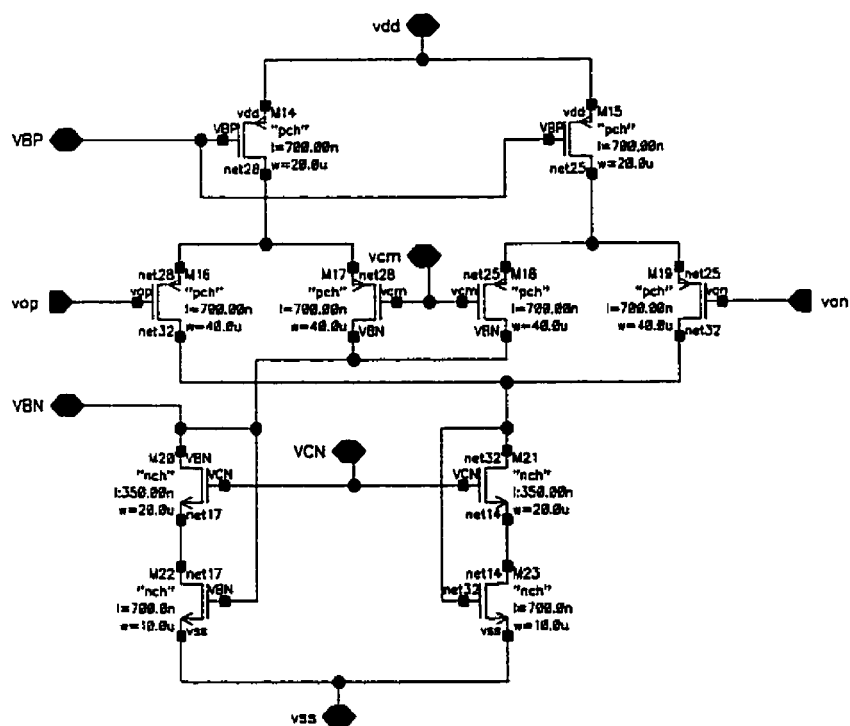 vdd
vdd M14
VBP
VBP
"pch"
l=700.00n
w=20.0u
net28
vdd M15
VBP
"pch"
l=700.00n
w=20.0u
net25
vcm
net28 M16
vop
vop
"pch"
l=700.00n
w=40.0u
net32
M17 net28
vcm
"pch"
l=700.00n
w=40.0u
VBN
net25 M18
vcm
"pch"
l=700.00n
w=40.0u
VBN
M19 net25
von
von
"pch"
l=700.00n
w=40.0u
net32
VBN
VCN
M20 VBN
VCN
"nch"
l:350.00n
w=20.0u
net17
net32 M21
VCN
"nch"
l:350.00n
w=20.0u
net14
M22 net17
VBN
"nch"
l=700.0n
w=10.0u
vss
net14 M23
net32
"nch"
l=700.0n
w=10.0u
vss
vss